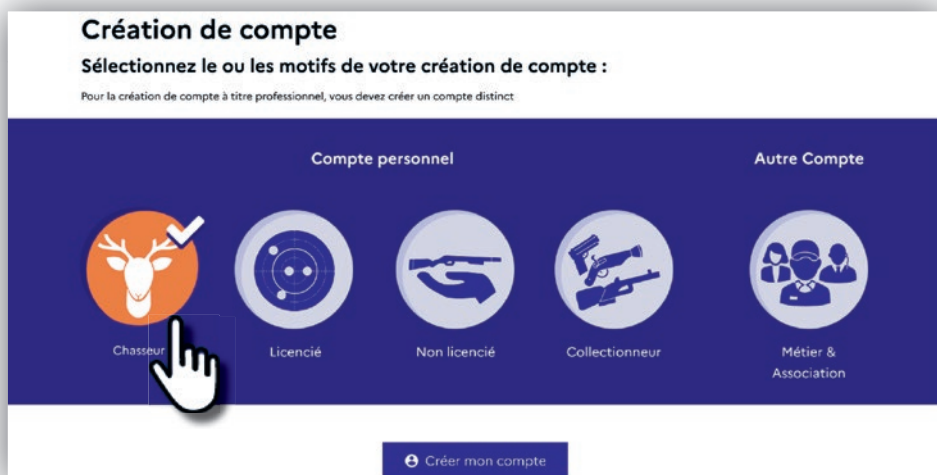 Création de compte
Sélectionnez le ou les motifs de votre création de compte :
Pour la création de compte à titre professionnel, vous devez créer un compte distinct
Compte personnel
Autre Compte
Chasseur
Licencié
Non licencié
Collectionneur
Métier &
Association
Créer mon compte